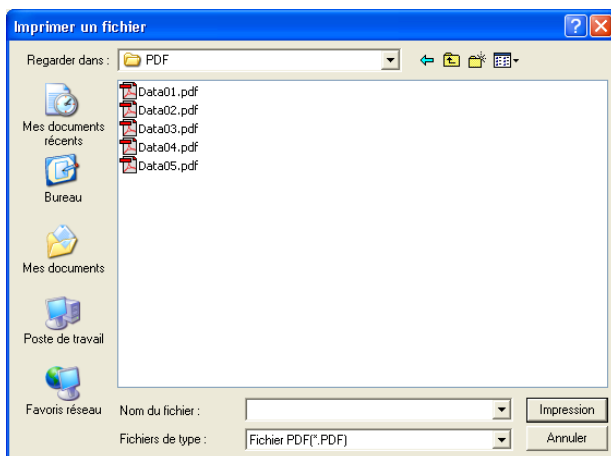 Imprimer un fichier
Regarder dans :
PDF
Data01.pdf
Data02.pdf
Data03.pdf
Data04.pdf
Data05.pdf
Mes documents
récents
Bureau
Mes documents
Poste de travail
Favoris réseau
Nom du fichier :
Impression
Fichiers de type :
Fichier PDF(*.PDF)
Annuler